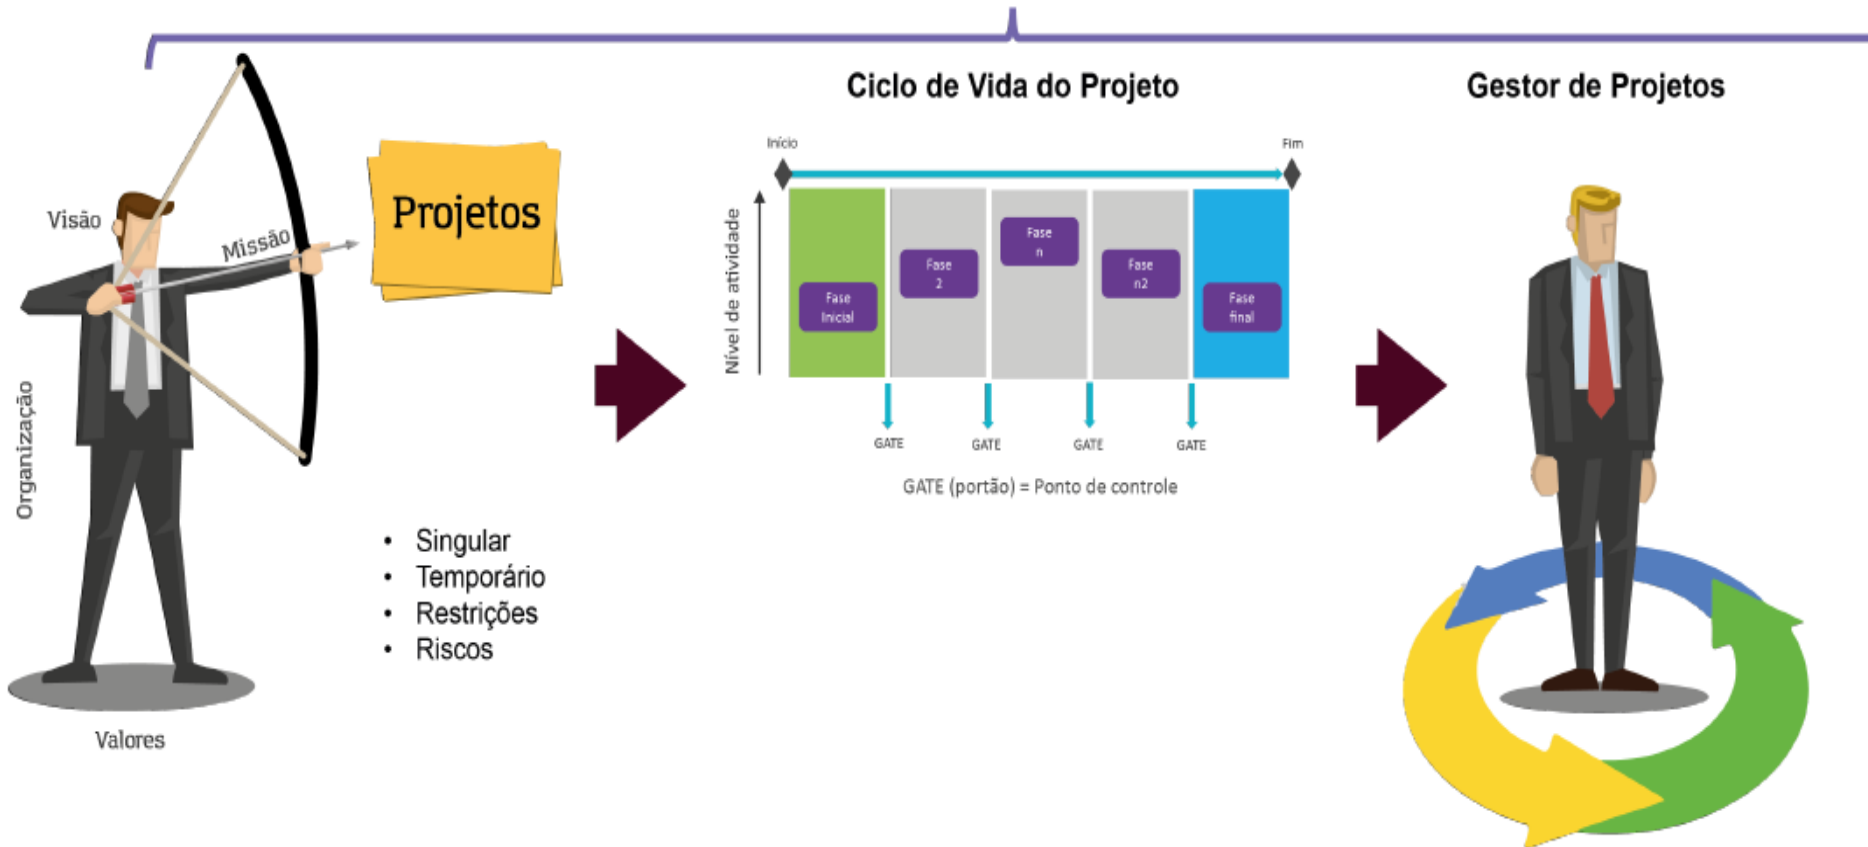 Visão
Missão
Organização
Valores
Projetos
• Singular
• Temporário
• Restrições
• Riscos
Ciclo de Vida do Projeto
Início
Fim
Nível de atividade
Fase
Inicial
Fase
2
Fase
n
Fase
n2
Fase
final
GATE
GATE
GATE
GATE
GATE (portão) = Ponto de controle
Gestor de Projetos